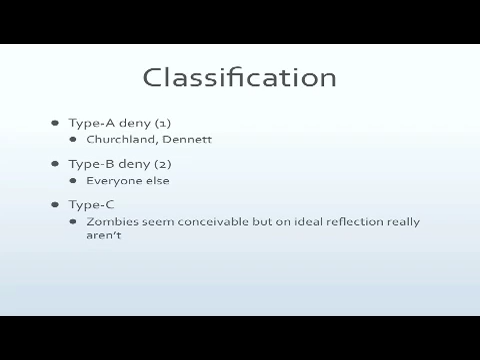 Classification
Type-A deny (1)
Churchland, Dennett
Type-B deny (2)
Everyone else
Type-C
Zombies seem conceivable but on ideal reflection really
aren't